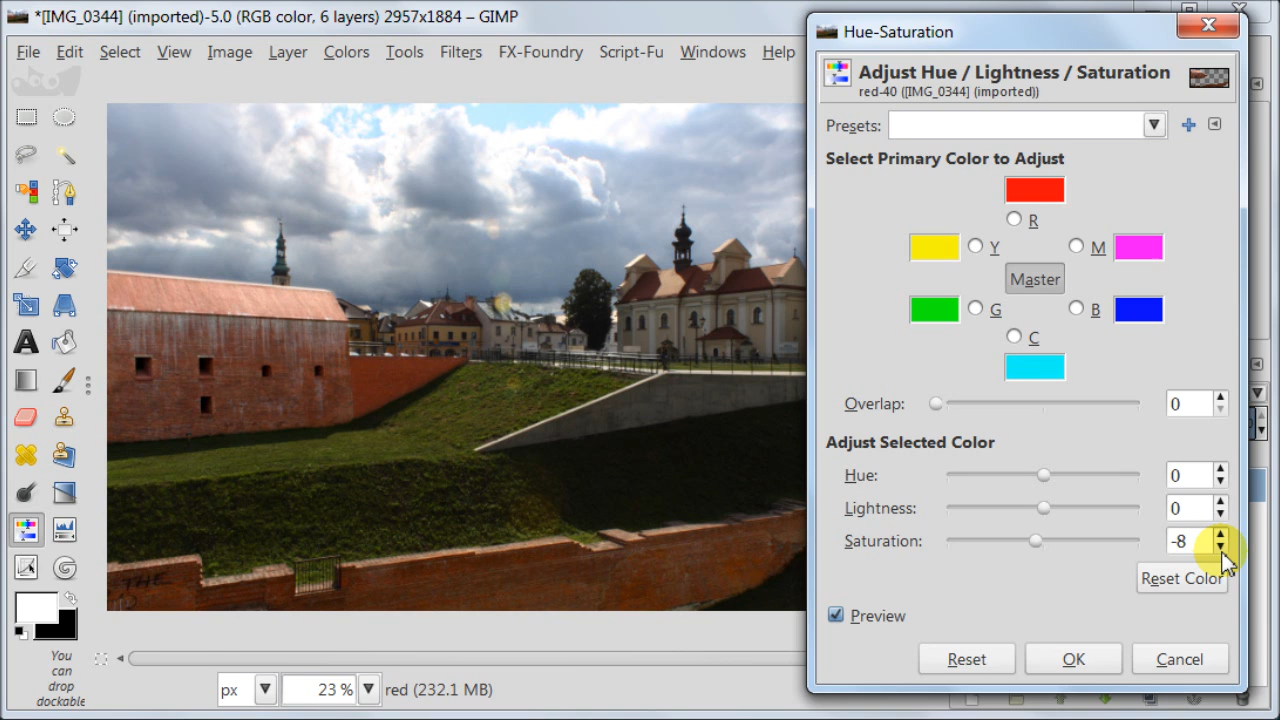 *[IMG_0344] (imported)-5.0 (RGB color, 6 layers) 2957x1884 – GIMP
File Edit Select View Image Layer Colors Tools Filters FX-Foundry Script-Fu Windows Help
Hue-Saturation
Adjust Hue / Lightness / Saturation
red-40 ([IMG_0344] (imported))
Presets:
Select Primary Color to Adjust
R
Y M
Master
G B
C
Overlap: 0
Adjust Selected Color
Hue: 0
Lightness: 0
Saturation: -8
Reset Color
Preview
Reset OK Cancel
THE
You
can
drop
dockable
px 23 % red (232.1 MB)